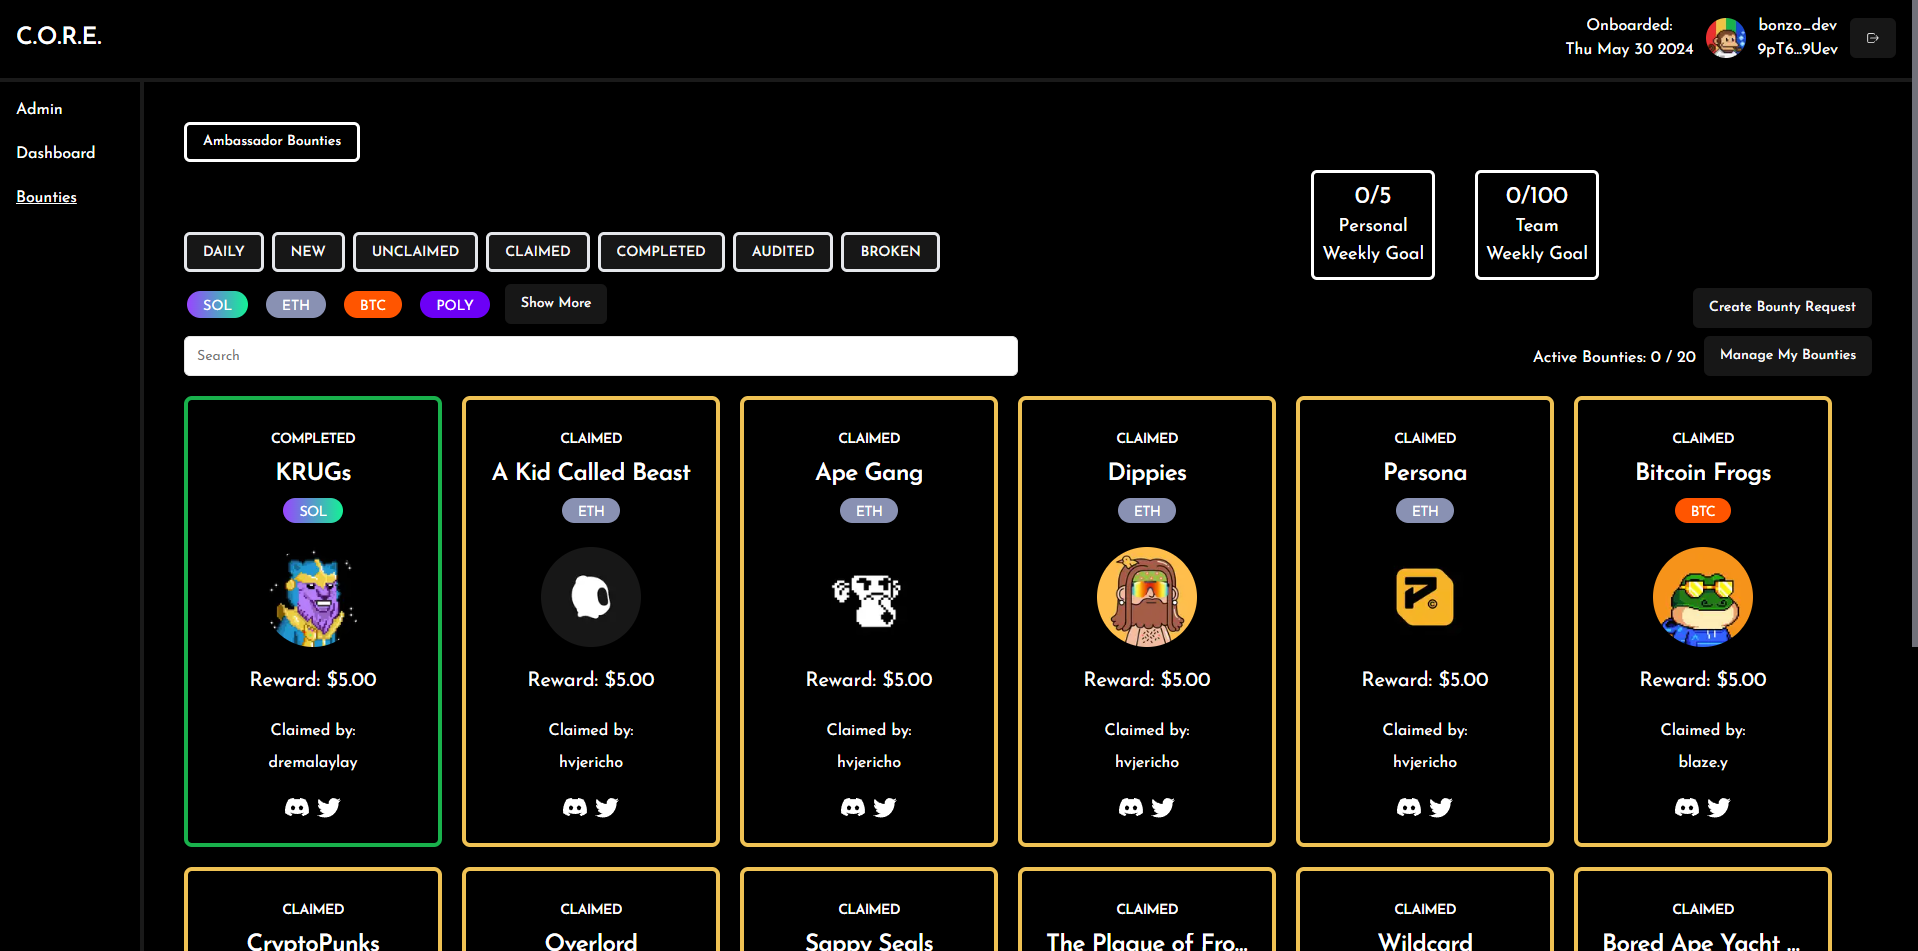 C.O.R.E.
Onboarded:
Thu May 30 2024
bonzo_dev
9pT6...9Uev
Admin
Dashboard
Bounties
Ambassador Bounties
0/5
Personal
Weekly Goal
0/100
Team
Weekly Goal
DAILY NEW UNCLAIMED CLAIMED COMPLETED AUDITED BROKEN
SOL ETH BTC POLY Show More
Create Bounty Request
Search
Active Bounties: 0 / 20 Manage My Bounties
COMPLETED
KRUGs
SOL
Reward: $5.00
Claimed by:
dremalaylay
CLAIMED
A Kid Called Beast
ETH
Reward: $5.00
Claimed by:
hvjericho
CLAIMED
Ape Gang
ETH
Reward: $5.00
Claimed by:
hvjericho
CLAIMED
Dippies
ETH
Reward: $5.00
Claimed by:
hvjericho
CLAIMED
Persona
ETH
Reward: $5.00
Claimed by:
hvjericho
CLAIMED
Bitcoin Frogs
BTC
Reward: $5.00
Claimed by:
blaze.y
CLAIMED
CryptoPunks
CLAIMED
Overlord
CLAIMED
Sappy Seals
CLAIMED
The Plague of Fro...
CLAIMED
Wildcard
CLAIMED
Bored Ape Yacht ...